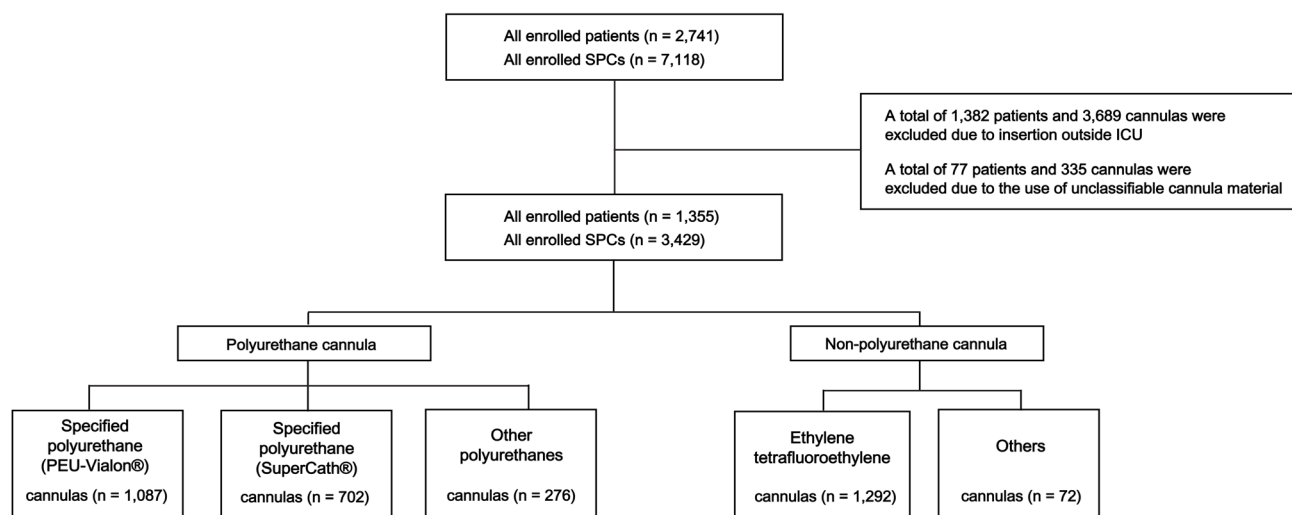 All enrolled patients (n = 2,741)
All enrolled SPCs (n = 7,118)
A total of 1,382 patients and 3,689 cannulas were
excluded due to insertion outside ICU
A total of 77 patients and 335 cannulas were
excluded due to the use of unclassifiable cannula material
All enrolled patients (n = 1,355)
All enrolled SPCs (n = 3,429)
Polyurethane cannula
Non-polyurethane cannula
Specified
polyurethane
(PEU-Vialon®)
cannulas (n = 1,087)
Specified
polyurethane
(SuperCath®)
cannulas (n = 702)
Other
polyurethanes
cannulas (n = 276)
Ethylene
tetrafluoroethylene
cannulas (n = 1,292)
Others
cannulas (n = 72)